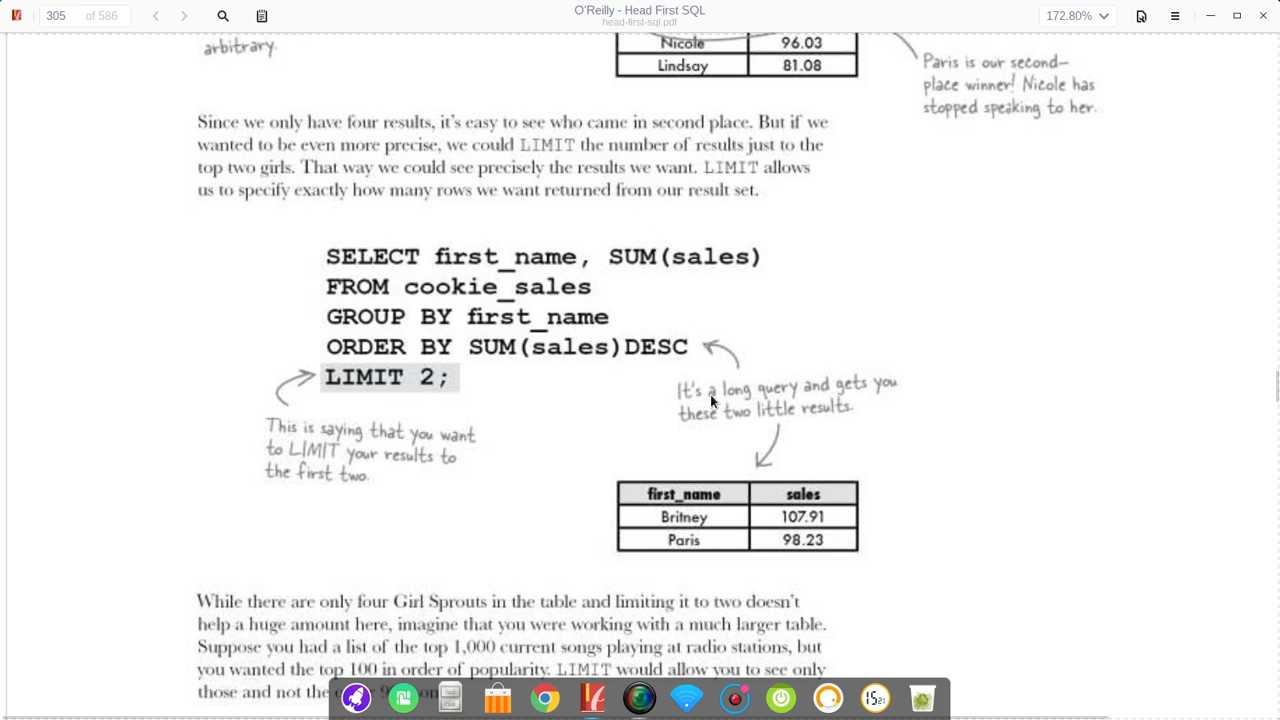 305 of 586
O'Reilly - Head First SQL
head-first-sql.pdf
172.80%
arbitrary.
Nicole 96.03
Lindsay 81.08
Paris is our second-
place winner! Nicole has
stopped speaking to her.
Since we only have four results, it's easy to see who came in second place. But if we
wanted to be even more precise, we could LIMIT the number of results just to the
top two girls. That way we could see precisely the results we want. LIMIT allows
us to specify exactly how many rows we want returned from our result set.
SELECT first_name, SUM(sales)
FROM cookie_sales
GROUP BY first_name
ORDER BY SUM(sales)DESC
LIMIT 2;
It's a long query and gets you
these two little results.
This is saying that you want
to LIMIT your results to
the first two.
first_name sales
Britney 107.91
Paris 98.23
While there are only four Girl Sprouts in the table and limiting it to two doesn't
help a huge amount here, imagine that you were working with a much larger table.
Suppose you had a list of the top 1,000 current songs playing at radio stations, but
you wanted the top 100 in order of popularity. LIMIT would allow you to see only
those and not the